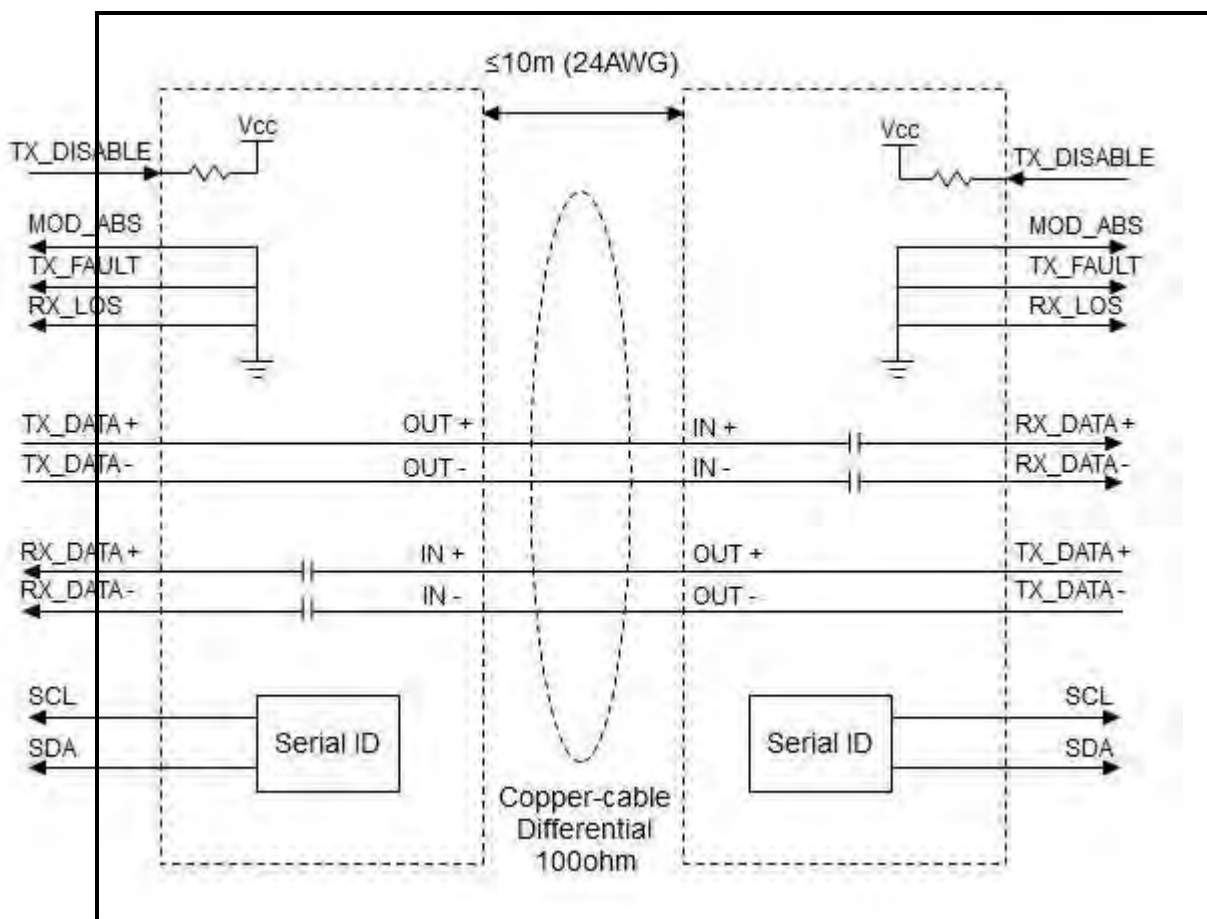 ≤10m (24AWG)
Vcc
Vcc
TX_DISABLE
TX_DISABLE
MOD_ABS
MOD_ABS
TX_FAULT
TX_FAULT
RX_LOS
RX_LOS
TX_DATA+
OUT +
IN +
RX_DATA+
TX_DATA-
OUT -
IN -
RX_DATA-
RX_DATA+
IN +
OUT +
TX_DATA+
RX_DATA-
IN -
OUT -
TX_DATA-
SCL
SCL
Serial ID
Serial ID
SDA
SDA
Copper-cable
Differential
100ohm